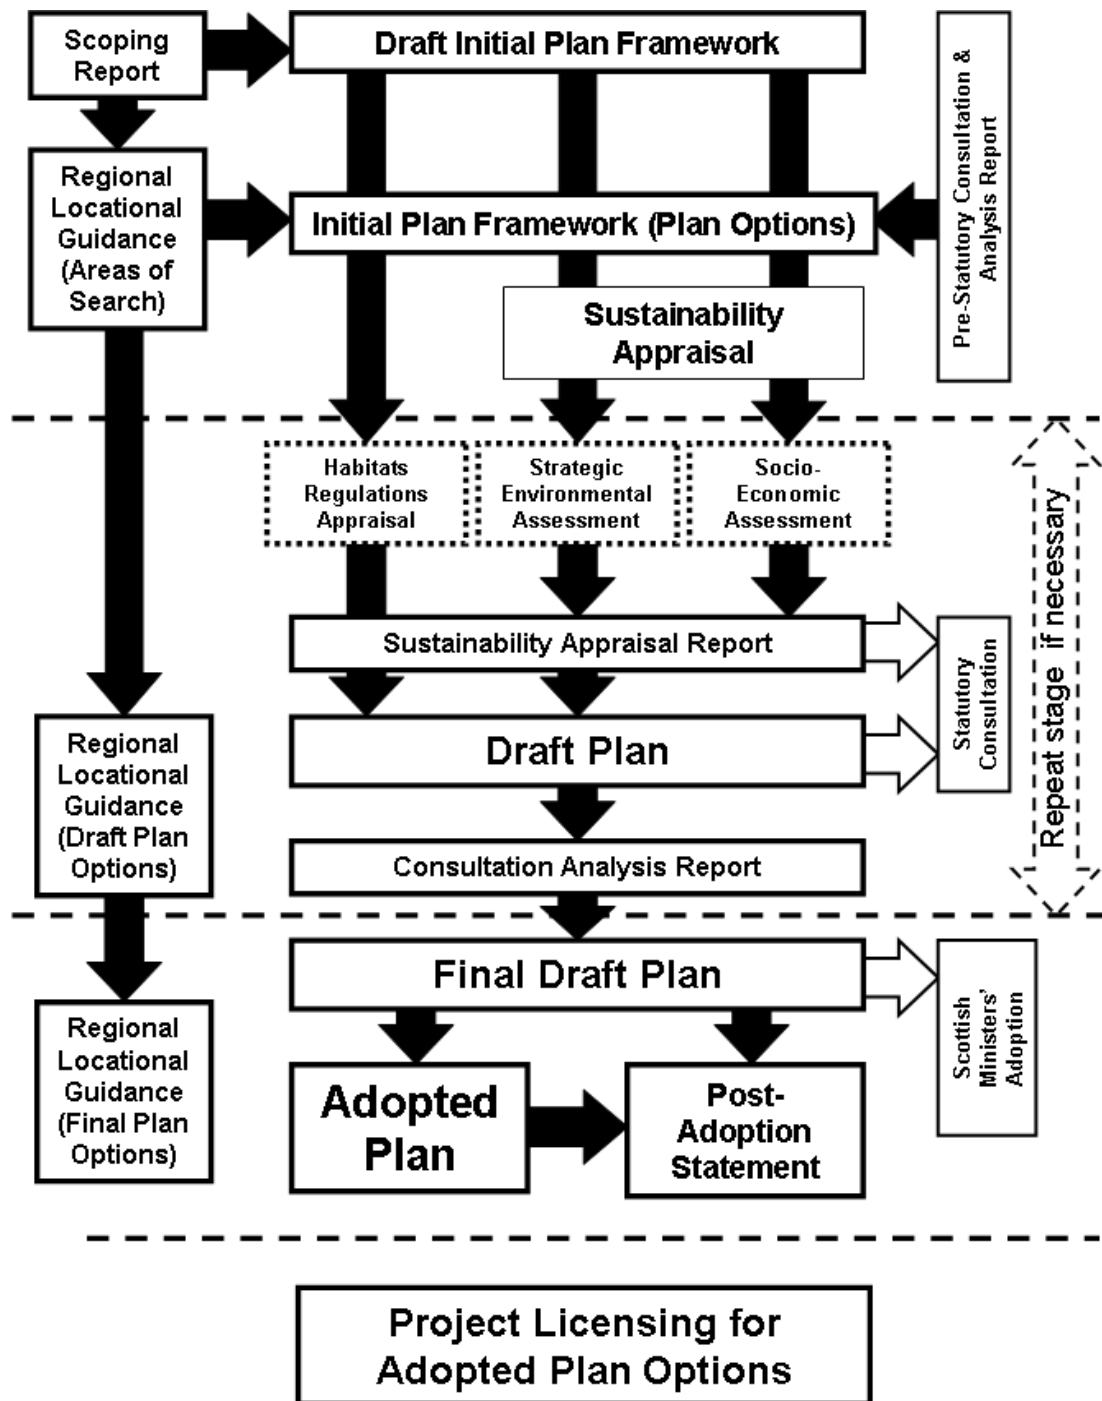 Scoping
Report
Draft Initial Plan Framework
Pre-Statutory Consultation &
Analysis Report
Regional
Locational
Guidance
(Areas of
Search)
Initial Plan Framework (Plan Options)
Sustainability
Appraisal
Habitats
Regulations
Appraisal
Strategic
Environmental
Assessment
Socio-
Economic
Assessment
Repeat stage if necessary
Sustainability Appraisal Report
Statutory
Consultation
Regional
Locational
Guidance
(Draft Plan
Options)
Draft Plan
Consultation Analysis Report
Final Draft Plan
Scottish
Ministers'
Adoption
Regional
Locational
Guidance
(Final Plan
Options)
Adopted
Plan
Post-
Adoption
Statement
Project Licensing for
Adopted Plan Options